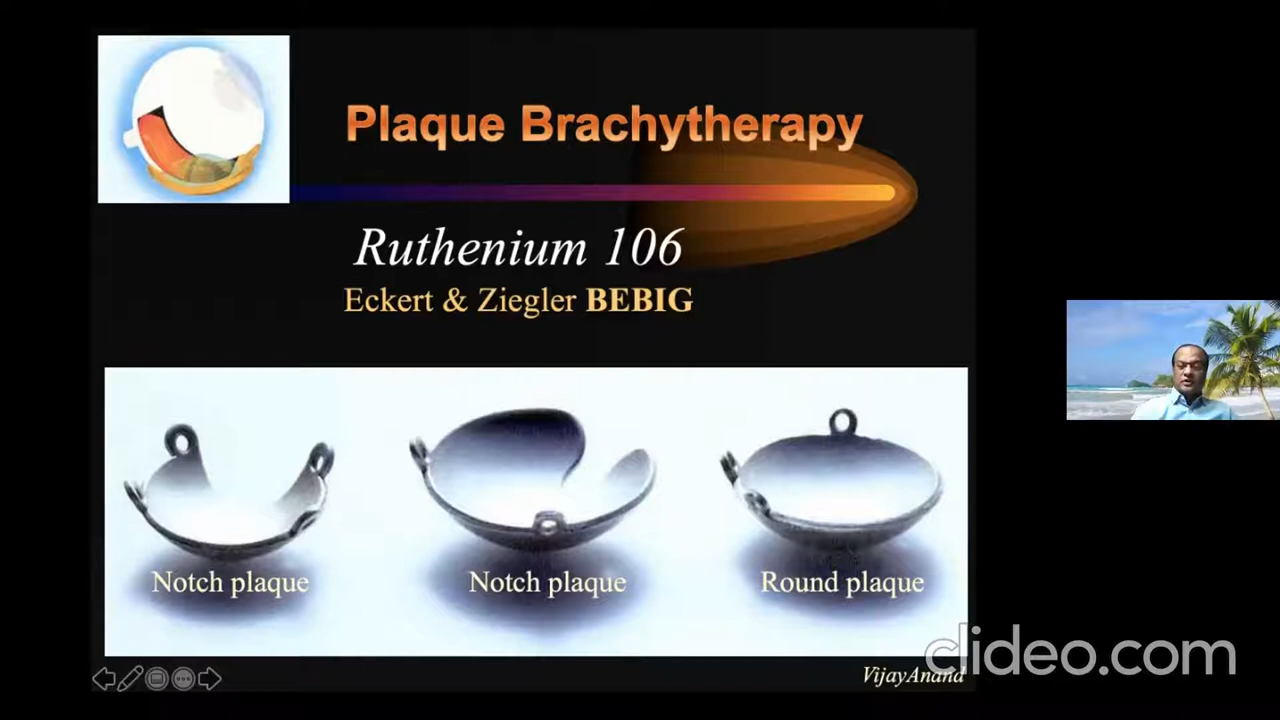 Plaque Brachytherapy
Ruthenium 106
Eckert & Ziegler BEBIG
Notch plaque
Notch plaque
Round plaque
VijayAnand
clideo.com